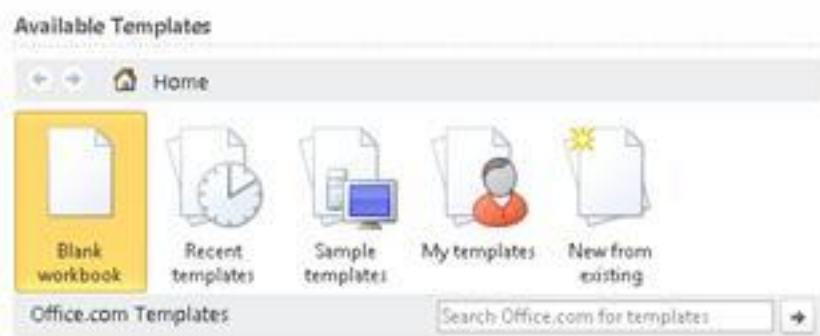 Available Templates
Home
Blank
workbook
Recent
templates
Sample
templates
My templates
New from
existing
Office.com Templates
Search Office.com for templates